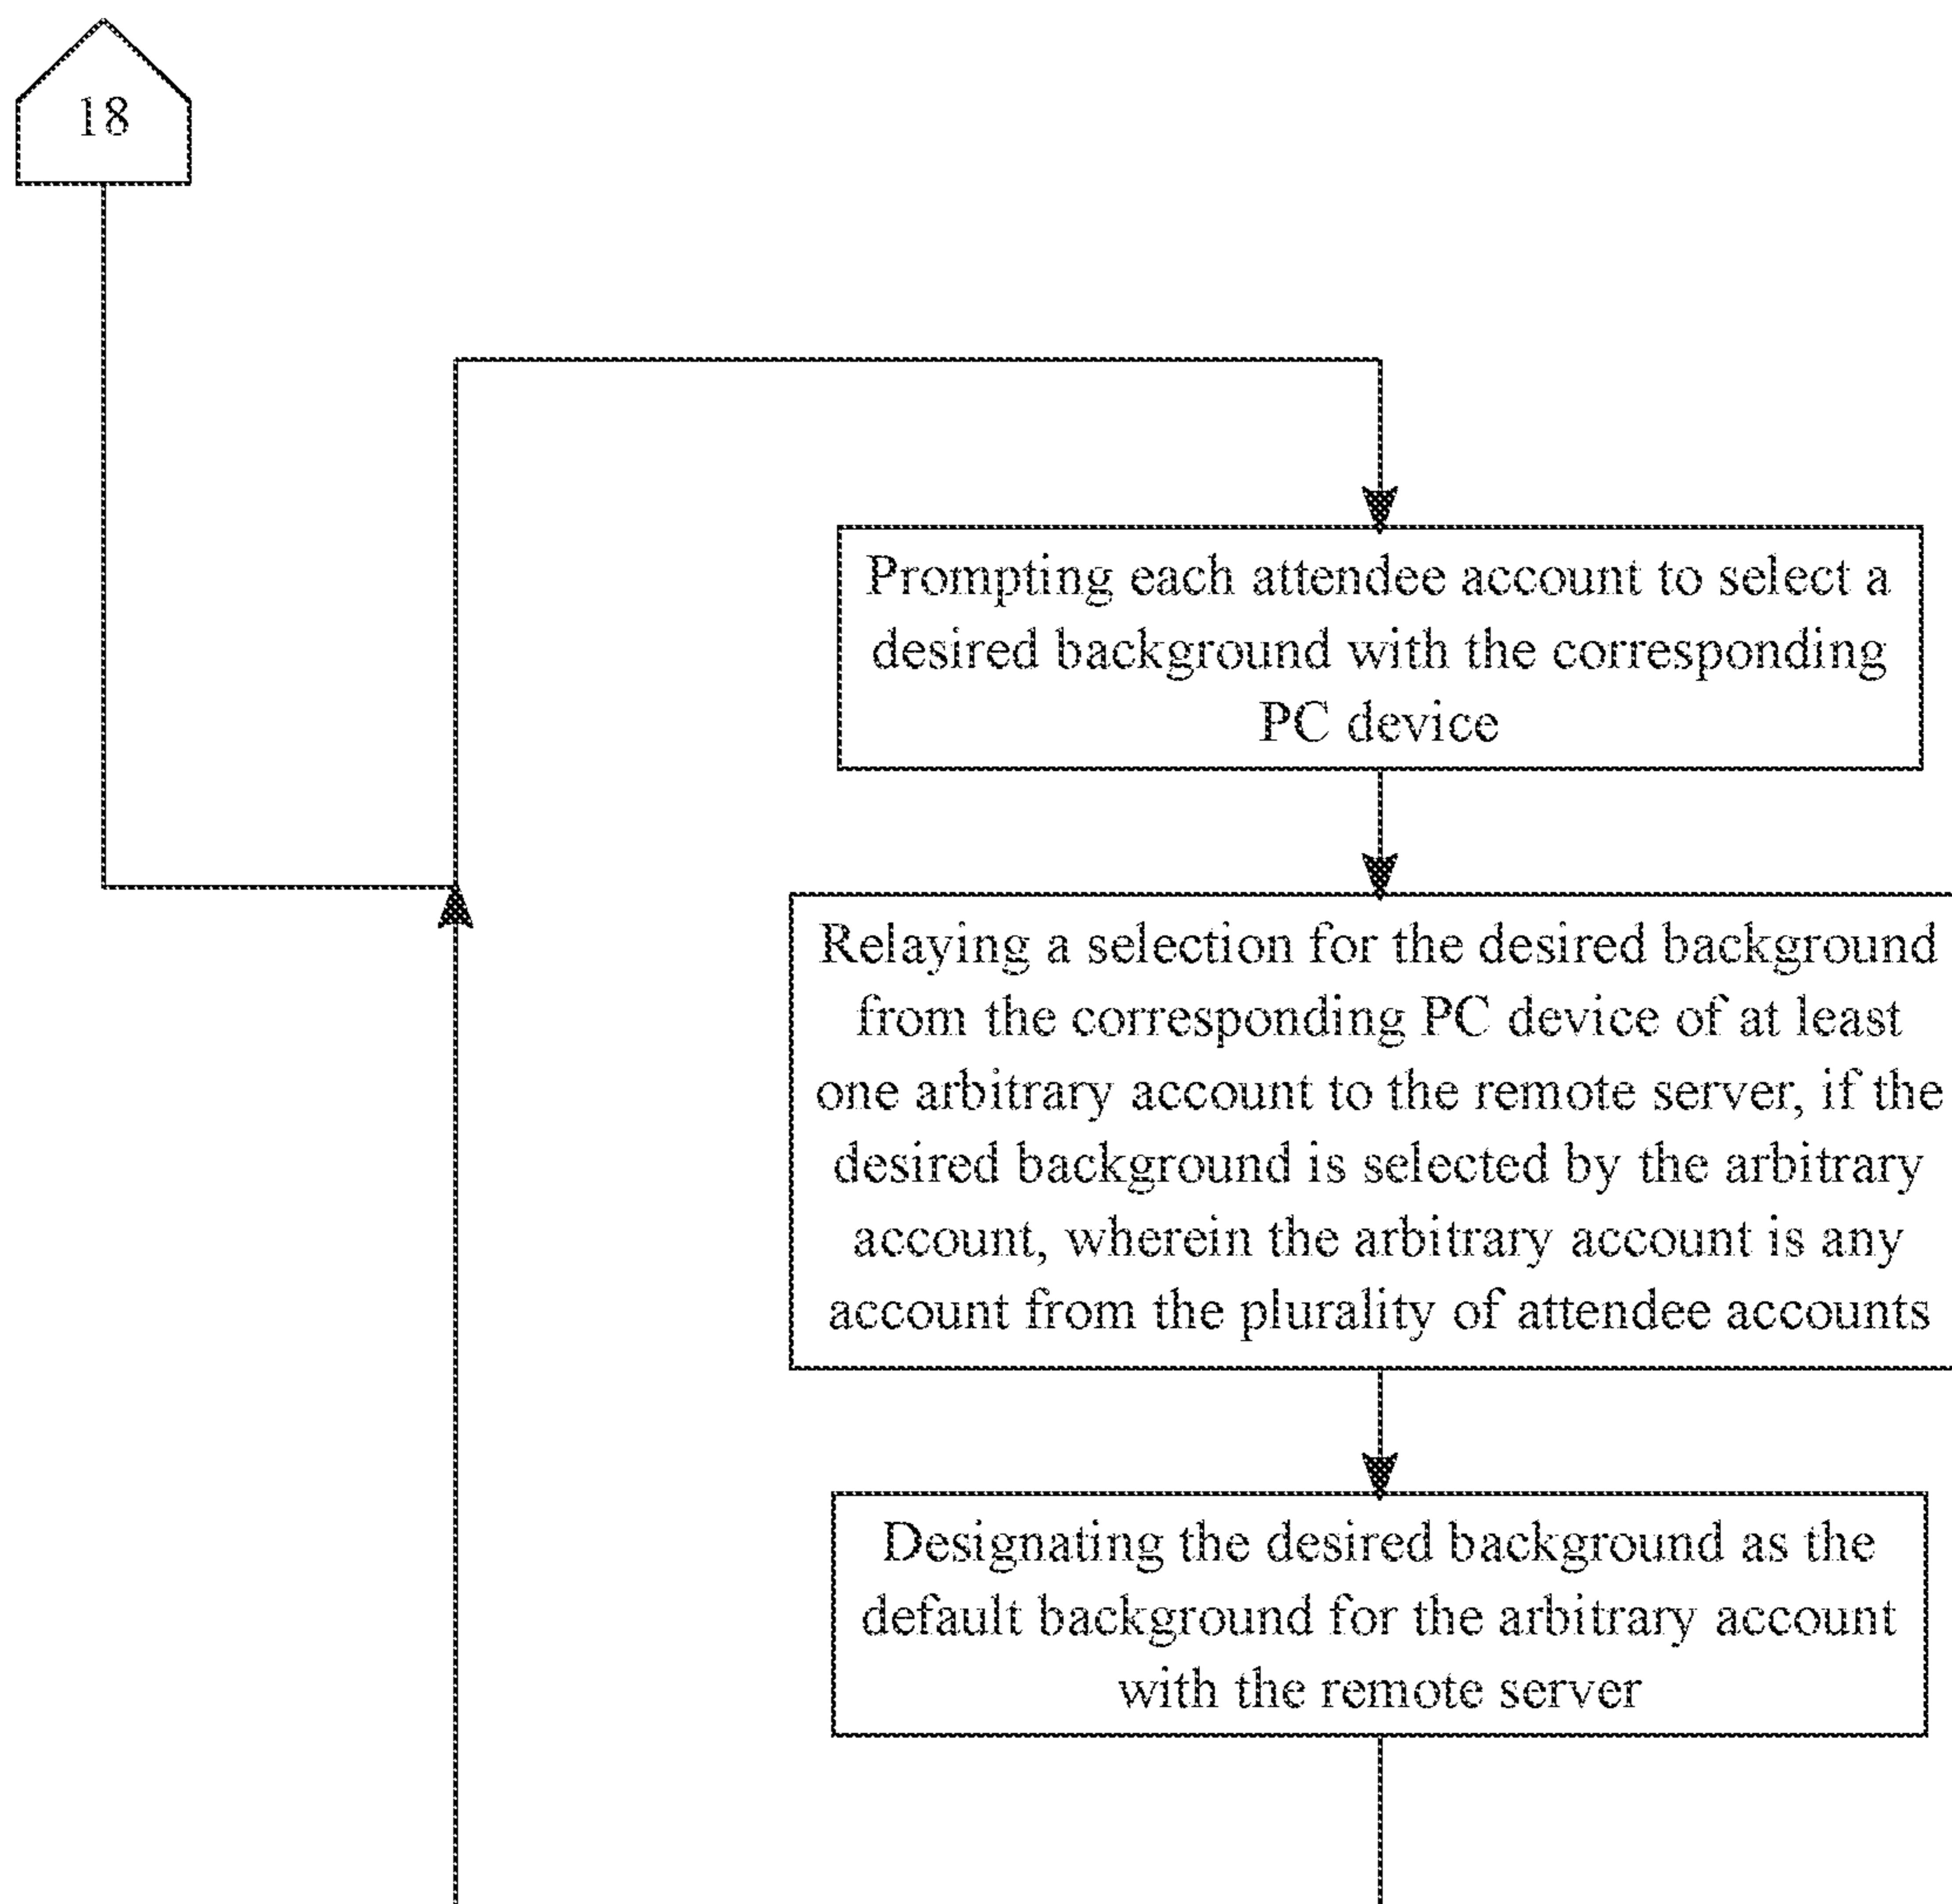 18
Prompting each attendee account to select a
desired background with the corresponding
PC device
Relaying a selection for the desired background
from the corresponding PC device of at least
one arbitrary account to the remote server, if the
desired background is selected by the arbitrary
account, wherein the arbitrary account is any
account from the plurality of attendee accounts
Designating the desired background as the
default background for the arbitrary account
with the remote server